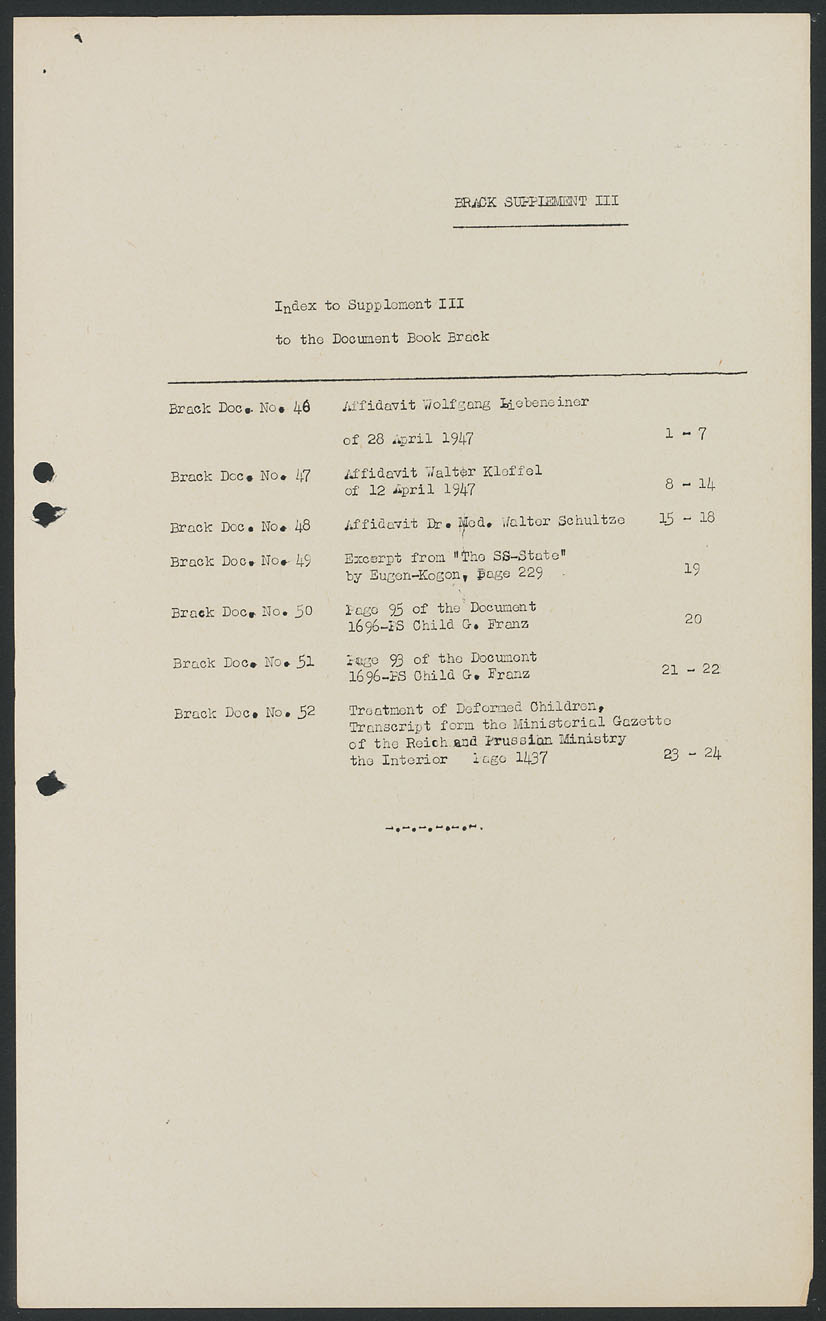 BRACK SUPPLEMENT III
Index to Supplement III
to the Document Book Brack
Brack Doc. No. 46 Affidavit Wolfgang Liebeneiner
of 28 April 1947 1 - 7
Brack Doc. No. 47 Affidavit Walter Kleffel
of 12 April 1947 8 - 14
Brack Doc. No. 48 Affidavit Dr. Med. Walter Schultze 15 - 18
Brack Doc. No. 49 Excerpt from "The SS-State"
by Eugen-Kogon, Page 229 19
Brack Doc. No. 50 Page 95 of the Document
1696-PS Child G. Franz 20
Brack Doc. No. 51 Page 93 of the Document
1696-PS Child G. Franz 21 - 22
Brack Doc. No. 52 Treatment of Deformed Children,
Transcript form the Ministerial Gazette
of the Reich and Prussian Ministry
the Interior Page 1437 23 - 24
-.-.-.-.-.-.